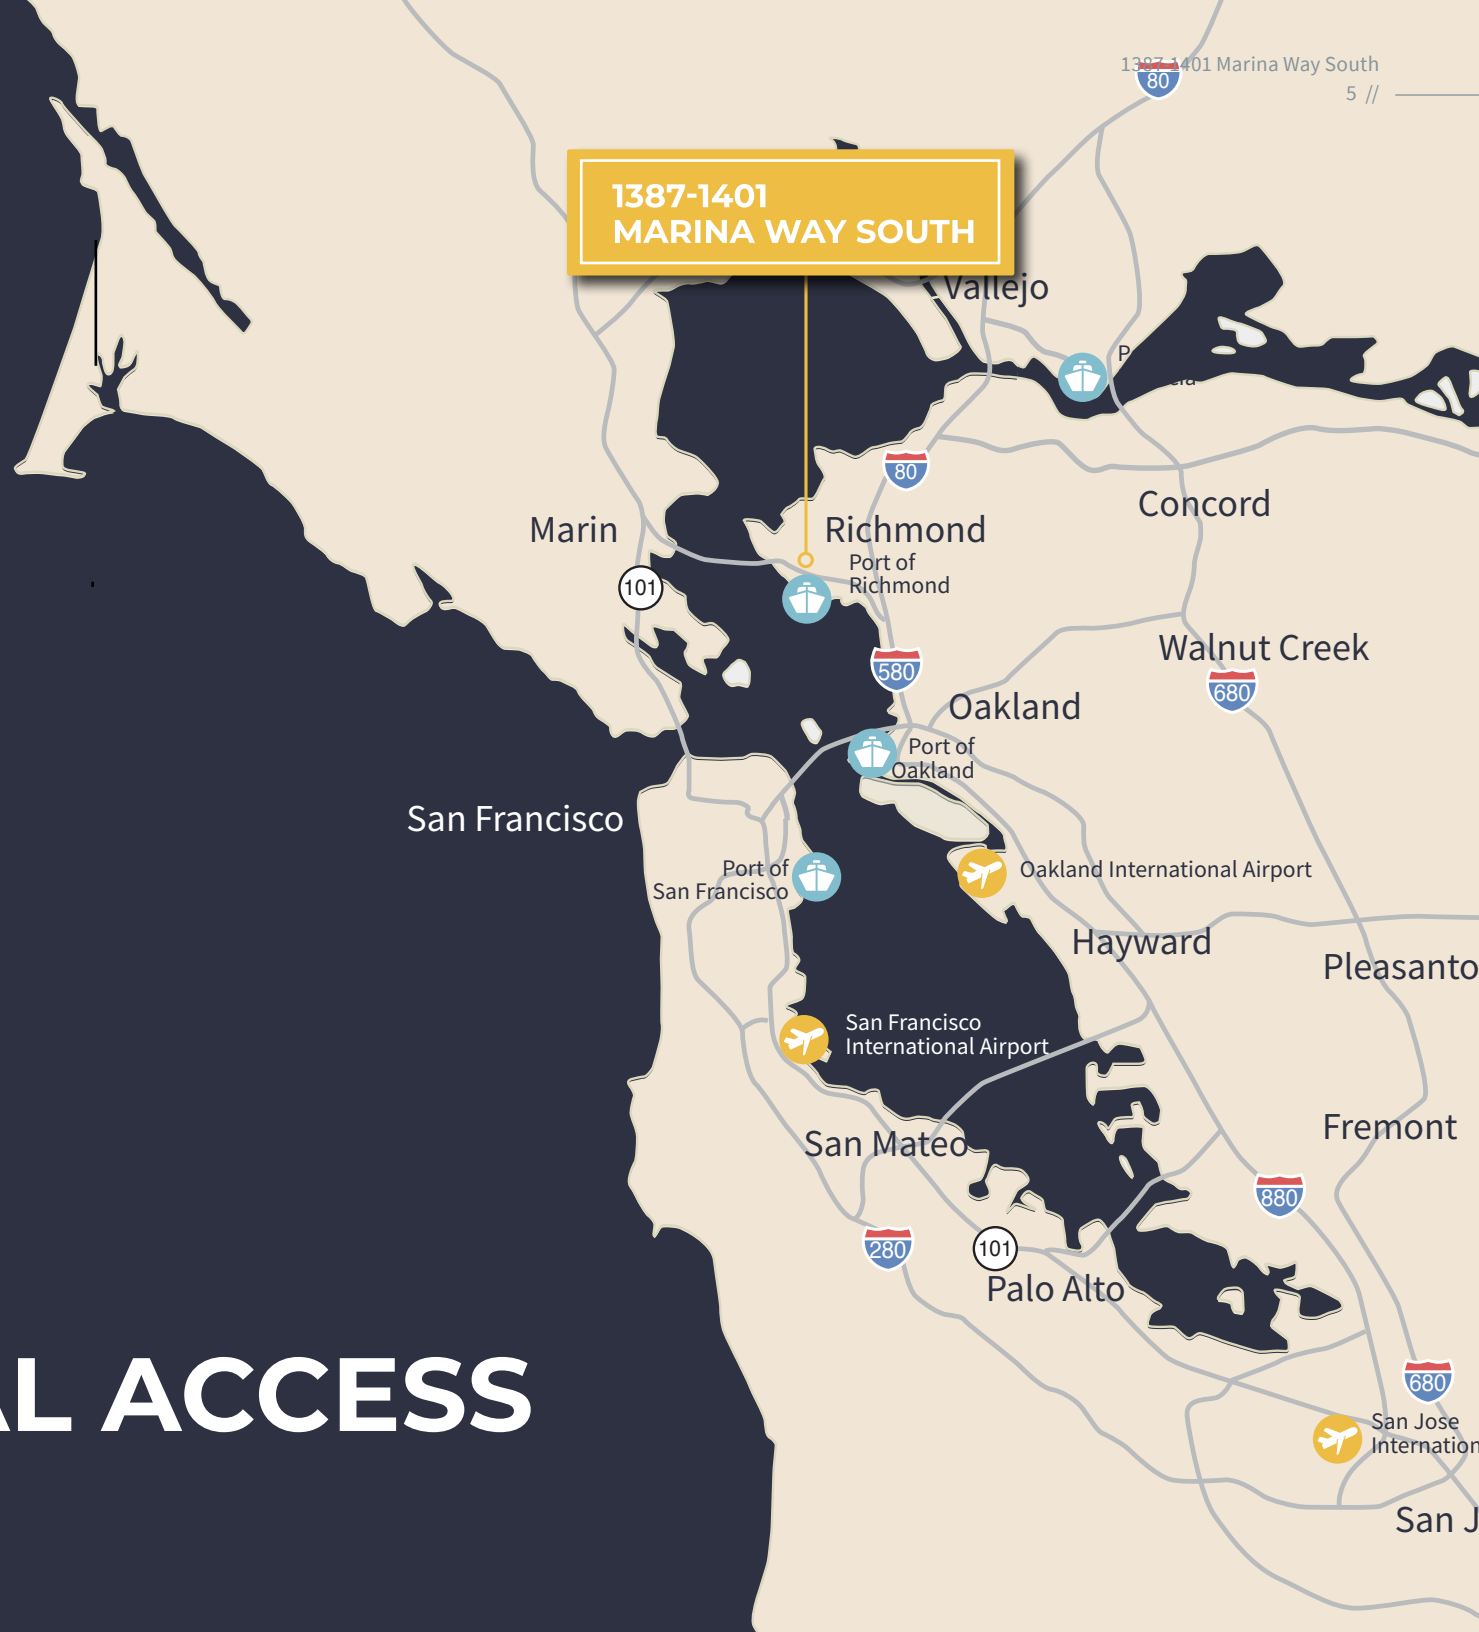 1387-1401 Marina Way South
80
5 //
1387-1401
MARINA WAY SOUTH
Vallejo
80
Concord
Marin
Richmond
Port of
Richmond
101
Walnut Creek
580
680
Oakland
Port of
Oakland
San Francisco
Port of
San Francisco
Oakland International Airport
Hayward
Pleasanto
San Francisco
International Airport
Fremont
San Mateo
880
280
101
Palo Alto
AL ACCESS
680
San Jose
Internation
San J